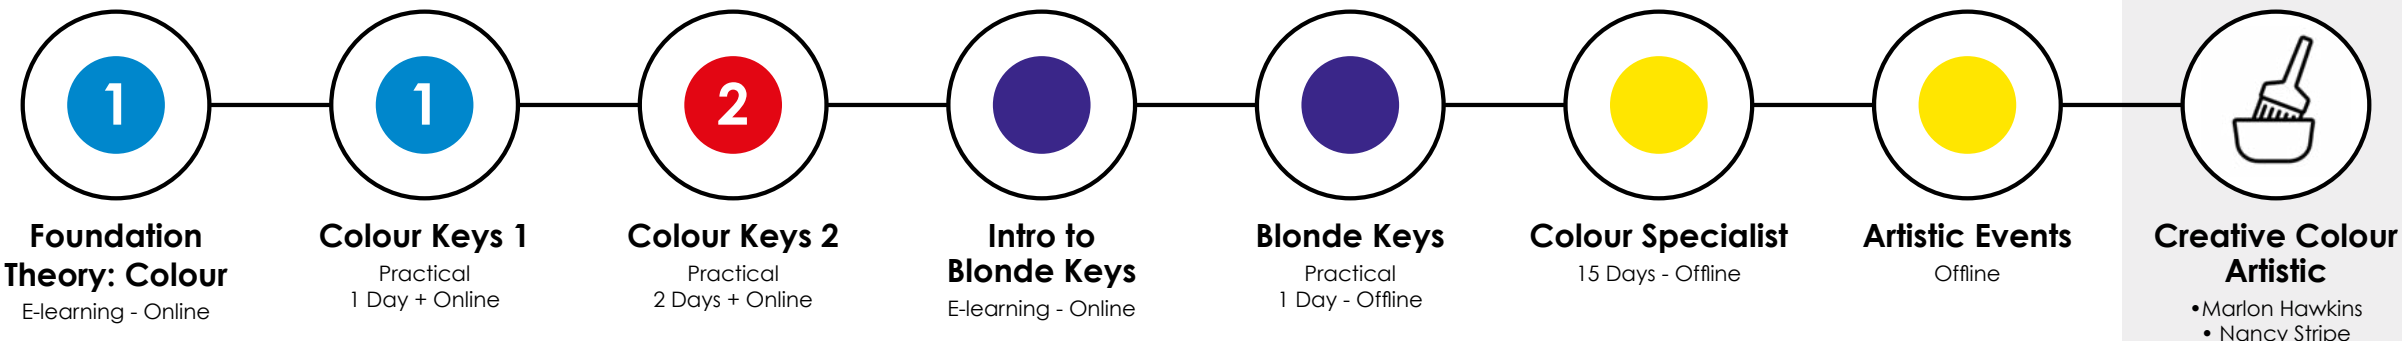 1
1
2
Foundation
Theory: Colour
E-learning - Online
Colour Keys 1
Practical
1 Day + Online
Colour Keys 2
Practical
2 Days + Online
Intro to
Blonde Keys
E-learning - Online
Blonde Keys
Practical
1 Day - Offline
Colour Specialist
15 Days - Offline
Artistic Events
Offline
Creative Colour
Artistic
•Marlon Hawkins
• Nancy Stripe